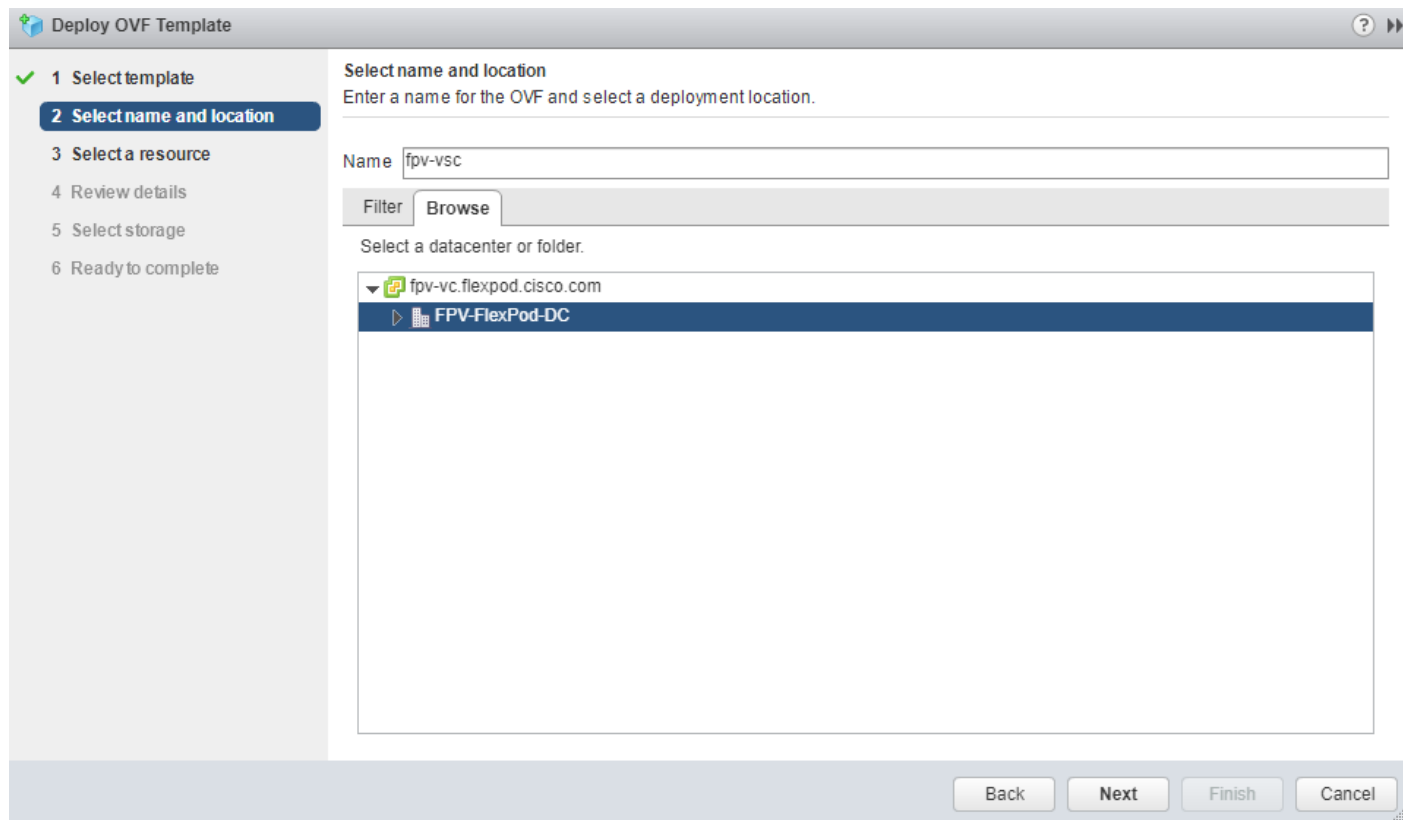 Deploy OVF Template
?
1 Select template
2 Select name and location
3 Select a resource
4 Review details
5 Select storage
6 Ready to complete
Select name and location
Enter a name for the OVF and select a deployment location.
Name fpv-vsc
Filter Browse
Select a datacenter or folder.
fpv-vc.flexpod.cisco.com
FPV-FlexPod-DC
Back Next Finish Cancel